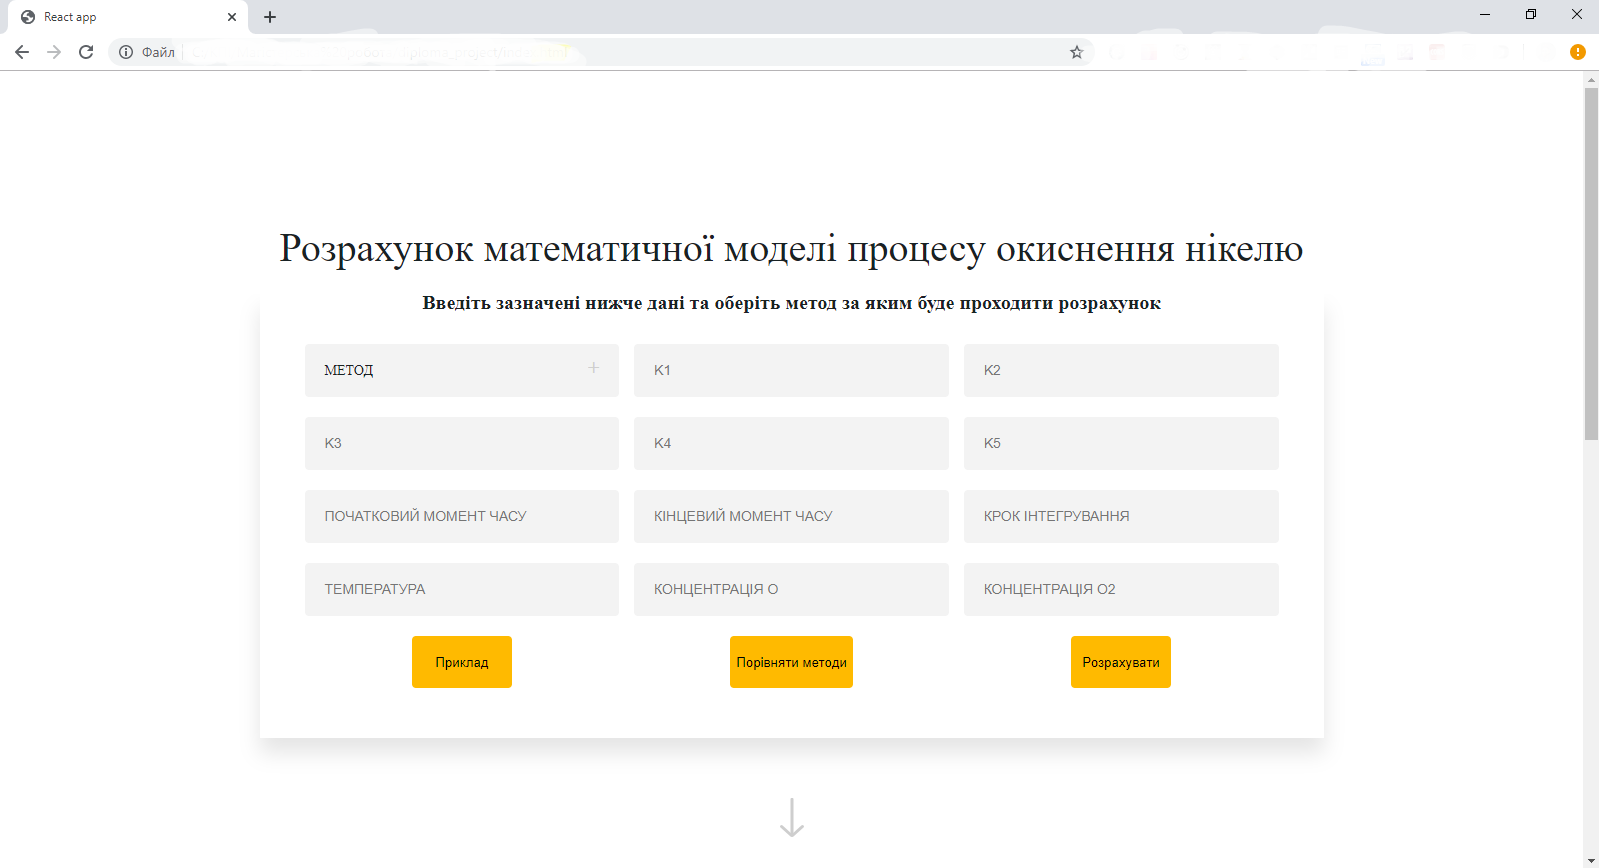 React app
Файл
Розрахунок математичної моделі процесу окиснення нікелю
Введіть зазначені нижче дані та оберіть метод за яким буде проходити розрахунок
МЕТОД
K1
K2
K3
K4
K5
ПОЧАТКОВИЙ МОМЕНТ ЧАСУ
КІНЦЕВИЙ МОМЕНТ ЧАСУ
КРОК ІНТЕГРУВАННЯ
ТЕМПЕРАТУРА
КОНЦЕНТРАЦІЯ О
КОНЦЕНТРАЦІЯ О2
Приклад
Порівняти методи
Розрахувати